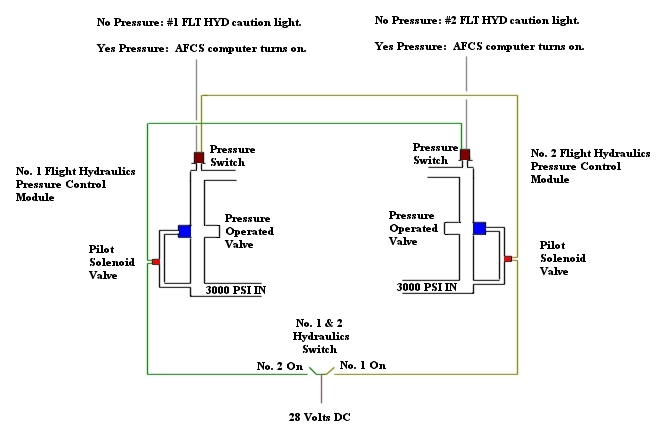 No Pressure: #1 FLT HYD caution light.
Yes Pressure: AFCS computer turns on.
No Pressure: #2 FLT HYD caution light.
Yes Pressure: AFCS computer turns on.
No. 1 Flight Hydraulics
Pressure Control
Module
Pressure
Switch
Pressure
Switch
No. 2 Flight Hydraulics
Pressure Control
Module
Pressure
Operated
Valve
Pressure
Operated
Valve
Pilot
Solenoid
Valve
Pilot
Solenoid
Valve
3000 PSI IN
3000 PSI IN
No. 1 & 2
Hydraulics
Switch
No. 2 On
No. 1 On
28 Volts DC